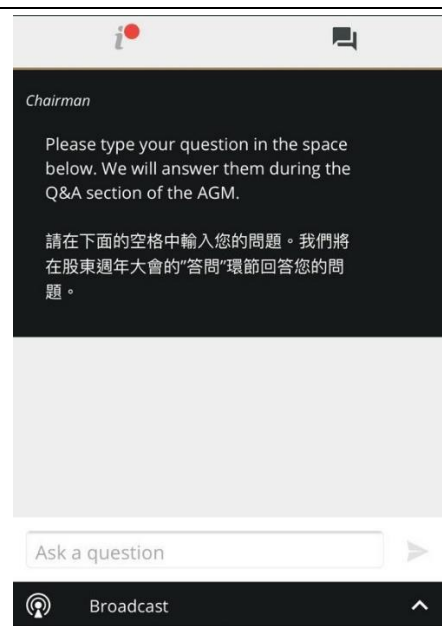 i
Chairman
Please type your question in the space
below. We will answer them during the
Q&A section of the AGM.
請在下面的空格中輸入您的問題。我們將
在股東週年大會的"答問"環節回答您的問
題。
Ask a question
Broadcast